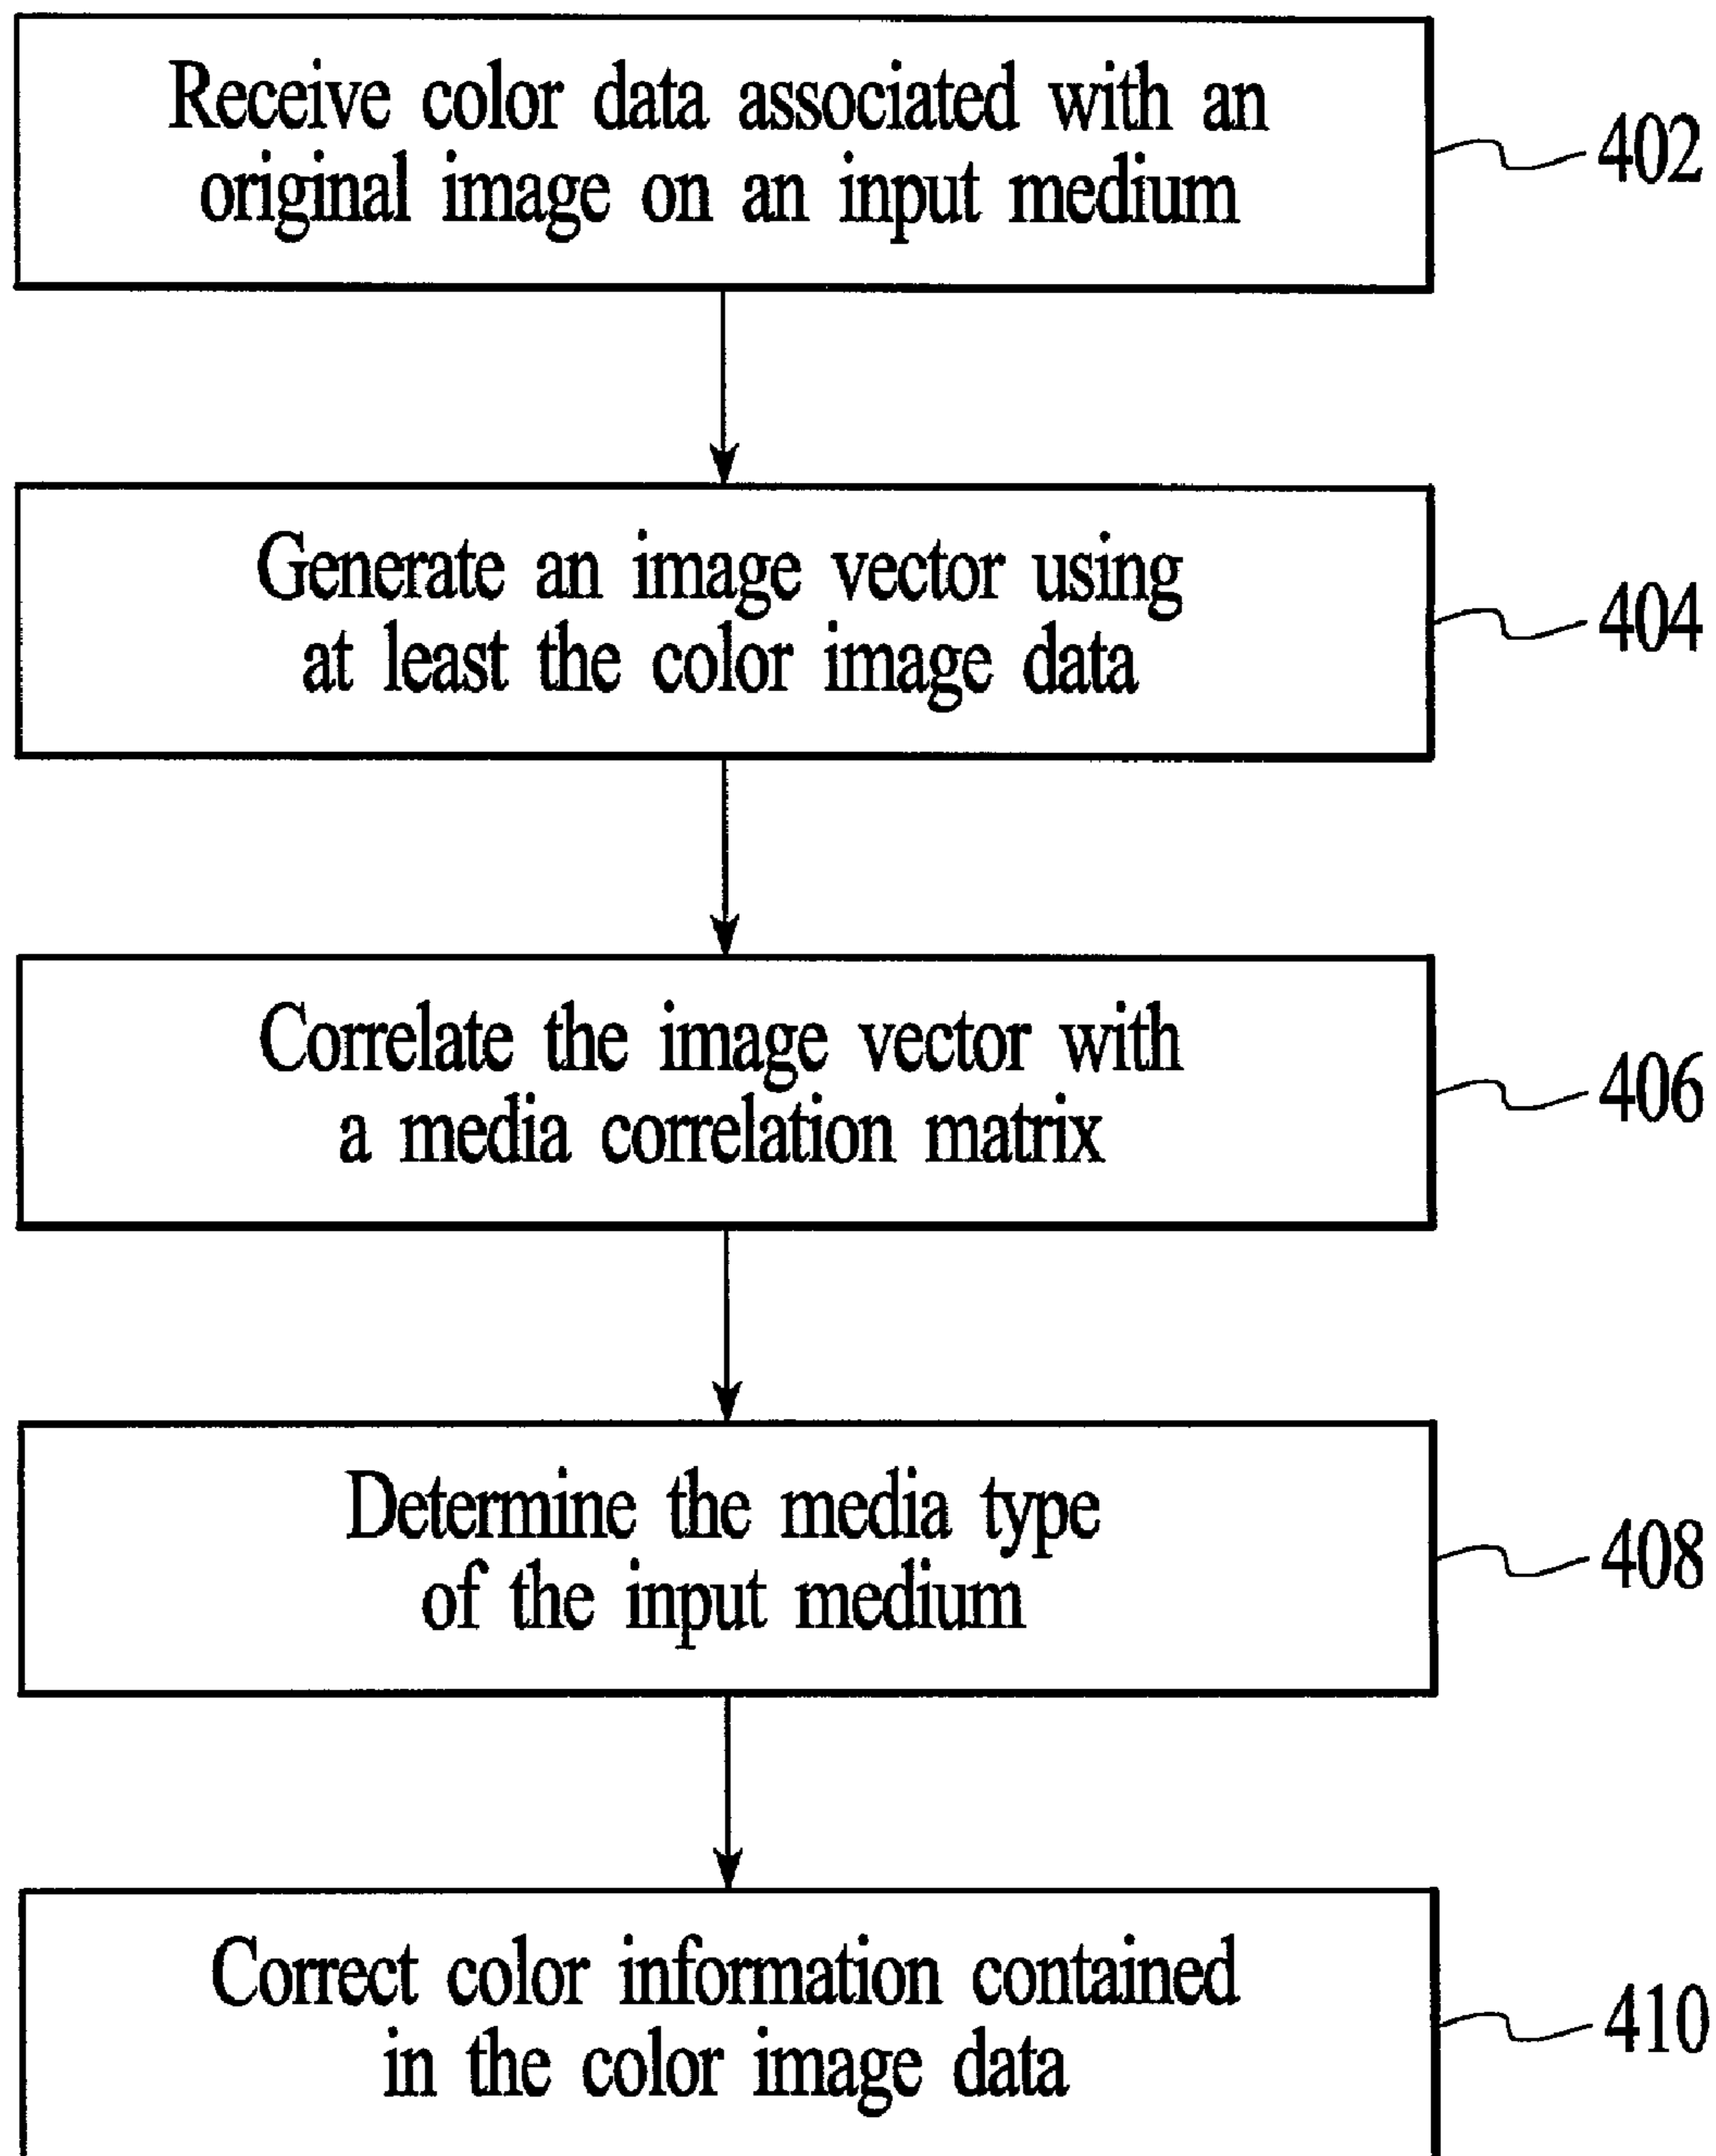 Receive color data associated with an
original image on an input medium
402
Generate an image vector using
at least the color image data
404
Correlate the image vector with
a media correlation matrix
406
Determine the media type
of the input medium
408
Correct color information contained
in the color image data
410